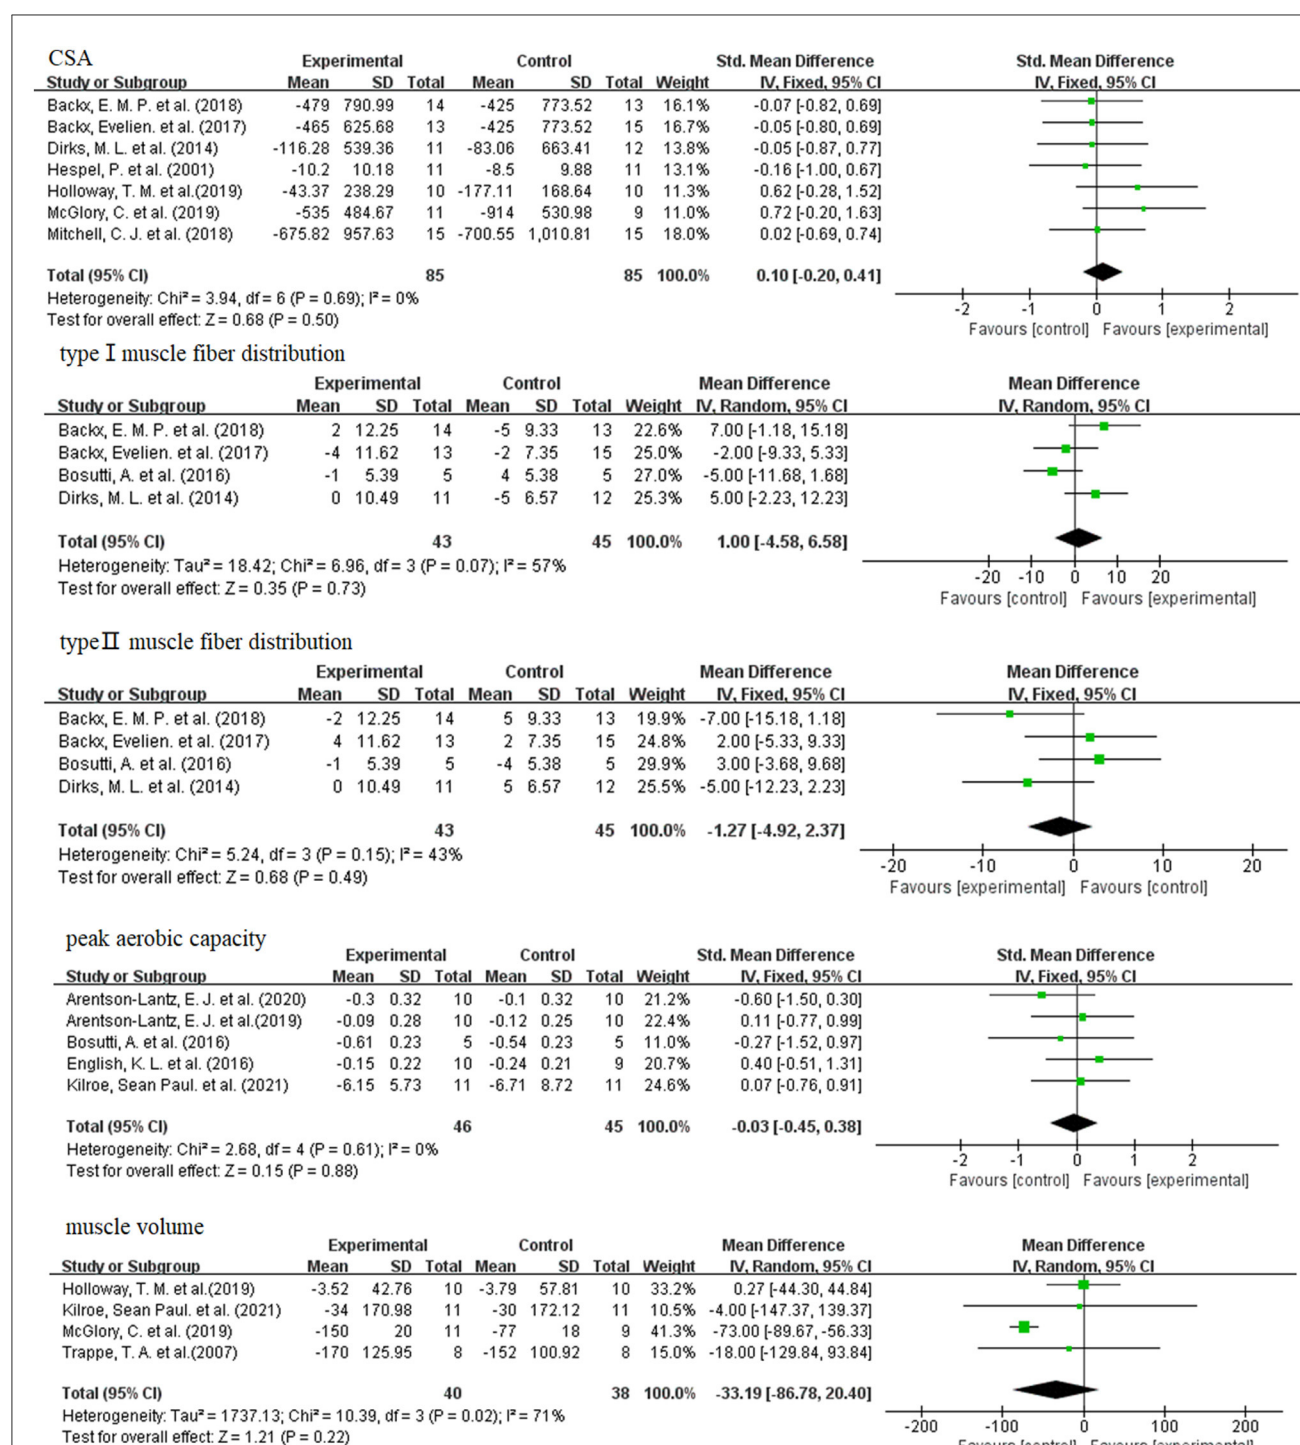 CSA
Experimental Control Std. Mean Difference Std. Mean Difference
Study or Subgroup Mean SD Total Mean SD Total Weight IV, Fixed, 95% CI IV, Fixed, 95% CI
Backx, E. M. P. et al. (2018) -479 790.99 14 -425 773.52 13 16.1% -0.07 [-0.82, 0.69]
Backx, Evelien. et al. (2017) -465 625.68 13 -425 773.52 15 16.7% -0.05 [-0.80, 0.69]
Dirks, M. L. et al. (2014) -116.28 539.36 11 -83.06 663.41 12 13.8% -0.05 [-0.87, 0.77]
Hespel, P. et al. (2001) -10.2 10.18 11 -8.5 9.88 11 13.1% -0.16 [-1.00, 0.67]
Holloway, T. M. et al.(2019) -43.37 238.29 10 -177.11 168.64 10 11.3% 0.62 [-0.28, 1.52]
McGlory, C. et al. (2019) -535 484.67 11 -914 530.98 9 11.0% 0.72 [-0.20, 1.63]
Mitchell, C. J. et al. (2018) -675.82 957.63 15 -700.55 1,010.81 15 18.0% 0.02 [-0.69, 0.74]
Total (95% CI) 85 85 100.0% 0.10 [-0.20, 0.41]
Heterogeneity: Chi² = 3.94, df = 6 (P = 0.69); I² = 0%
Test for overall effect: Z = 0.68 (P = 0.50)
-2 -1 0 1 2
Favours [control] Favours [experimental]
type Ⅰ muscle fiber distribution
Experimental Control Mean Difference Mean Difference
Study or Subgroup Mean SD Total Mean SD Total Weight IV, Random, 95% CI IV, Random, 95% CI
Backx, E. M. P. et al. (2018) 2 12.25 14 -5 9.33 13 22.6% 7.00 [-1.18, 15.18]
Backx, Evelien. et al. (2017) -4 11.62 13 -2 7.35 15 25.0% -2.00 [-9.33, 5.33]
Bosutti, A. et al. (2016) -1 5.39 5 4 5.38 5 27.0% -5.00 [-11.68, 1.68]
Dirks, M. L. et al. (2014) 0 10.49 11 -5 6.57 12 25.3% 5.00 [-2.23, 12.23]
Total (95% CI) 43 45 100.0% 1.00 [-4.58, 6.58]
Heterogeneity: Tau² = 18.42; Chi² = 6.96, df = 3 (P = 0.07); I² = 57%
Test for overall effect: Z = 0.35 (P = 0.73)
-20 -10 0 10 20
Favours [control] Favours [experimental]
type Ⅱ muscle fiber distribution
Experimental Control Mean Difference Mean Difference
Study or Subgroup Mean SD Total Mean SD Total Weight IV, Fixed, 95% CI IV, Fixed, 95% CI
Backx, E. M. P. et al. (2018) -2 12.25 14 5 9.33 13 19.9% -7.00 [-15.18, 1.18]
Backx, Evelien. et al. (2017) 4 11.62 13 2 7.35 15 24.8% 2.00 [-5.33, 9.33]
Bosutti, A. et al. (2016) -1 5.39 5 -4 5.38 5 29.9% 3.00 [-3.68, 9.68]
Dirks, M. L. et al. (2014) 0 10.49 11 5 6.57 12 25.5% -5.00 [-12.23, 2.23]
Total (95% CI) 43 45 100.0% -1.27 [-4.92, 2.37]
Heterogeneity: Chi² = 5.24, df = 3 (P = 0.15); I² = 43%
Test for overall effect: Z = 0.68 (P = 0.49)
-20 -10 0 10 20
Favours [experimental] Favours [control]
peak aerobic capacity
Experimental Control Std. Mean Difference Std. Mean Difference
Study or Subgroup Mean SD Total Mean SD Total Weight IV, Fixed, 95% CI IV, Fixed, 95% CI
Arentson-Lantz, E. J. et al. (2020) -0.3 0.32 10 -0.1 0.32 10 21.2% -0.60 [-1.50, 0.30]
Arentson-Lantz, E. J. et al.(2019) -0.09 0.28 10 -0.12 0.25 10 22.4% 0.11 [-0.77, 0.99]
Bosutti, A. et al. (2016) -0.61 0.23 5 -0.54 0.23 5 11.0% -0.27 [-1.52, 0.97]
English, K. L. et al. (2016) -0.15 0.22 10 -0.24 0.21 9 20.7% 0.40 [-0.51, 1.31]
Kilroe, Sean Paul. et al. (2021) -6.15 5.73 11 -6.71 8.72 11 24.6% 0.07 [-0.76, 0.91]
Total (95% CI) 46 45 100.0% -0.03 [-0.45, 0.38]
Heterogeneity: Chi² = 2.68, df = 4 (P = 0.61); I² = 0%
Test for overall effect: Z = 0.15 (P = 0.88)
-2 -1 0 1 2
Favours [control] Favours [experimental]
muscle volume
Experimental Control Mean Difference Mean Difference
Study or Subgroup Mean SD Total Mean SD Total Weight IV, Random, 95% CI IV, Random, 95% CI
Holloway, T. M. et al.(2019) -3.52 42.76 10 -3.79 57.81 10 33.2% 0.27 [-44.30, 44.84]
Kilroe, Sean Paul. et al. (2021) -34 170.98 11 -30 172.12 11 10.5% -4.00 [-147.37, 139.37]
McGlory, C. et al. (2019) -150 20 11 -77 18 9 41.3% -73.00 [-89.67, -56.33]
Trappe, T. A. et al.(2007) -170 125.95 8 -152 100.92 8 15.0% -18.00 [-129.84, 93.84]
Total (95% CI) 40 38 100.0% -33.19 [-86.78, 20.40]
Heterogeneity: Tau² = 1737.13; Chi² = 10.39, df = 3 (P = 0.02); I² = 71%
Test for overall effect: Z = 1.21 (P = 0.22)
-200 -100 0 100 200